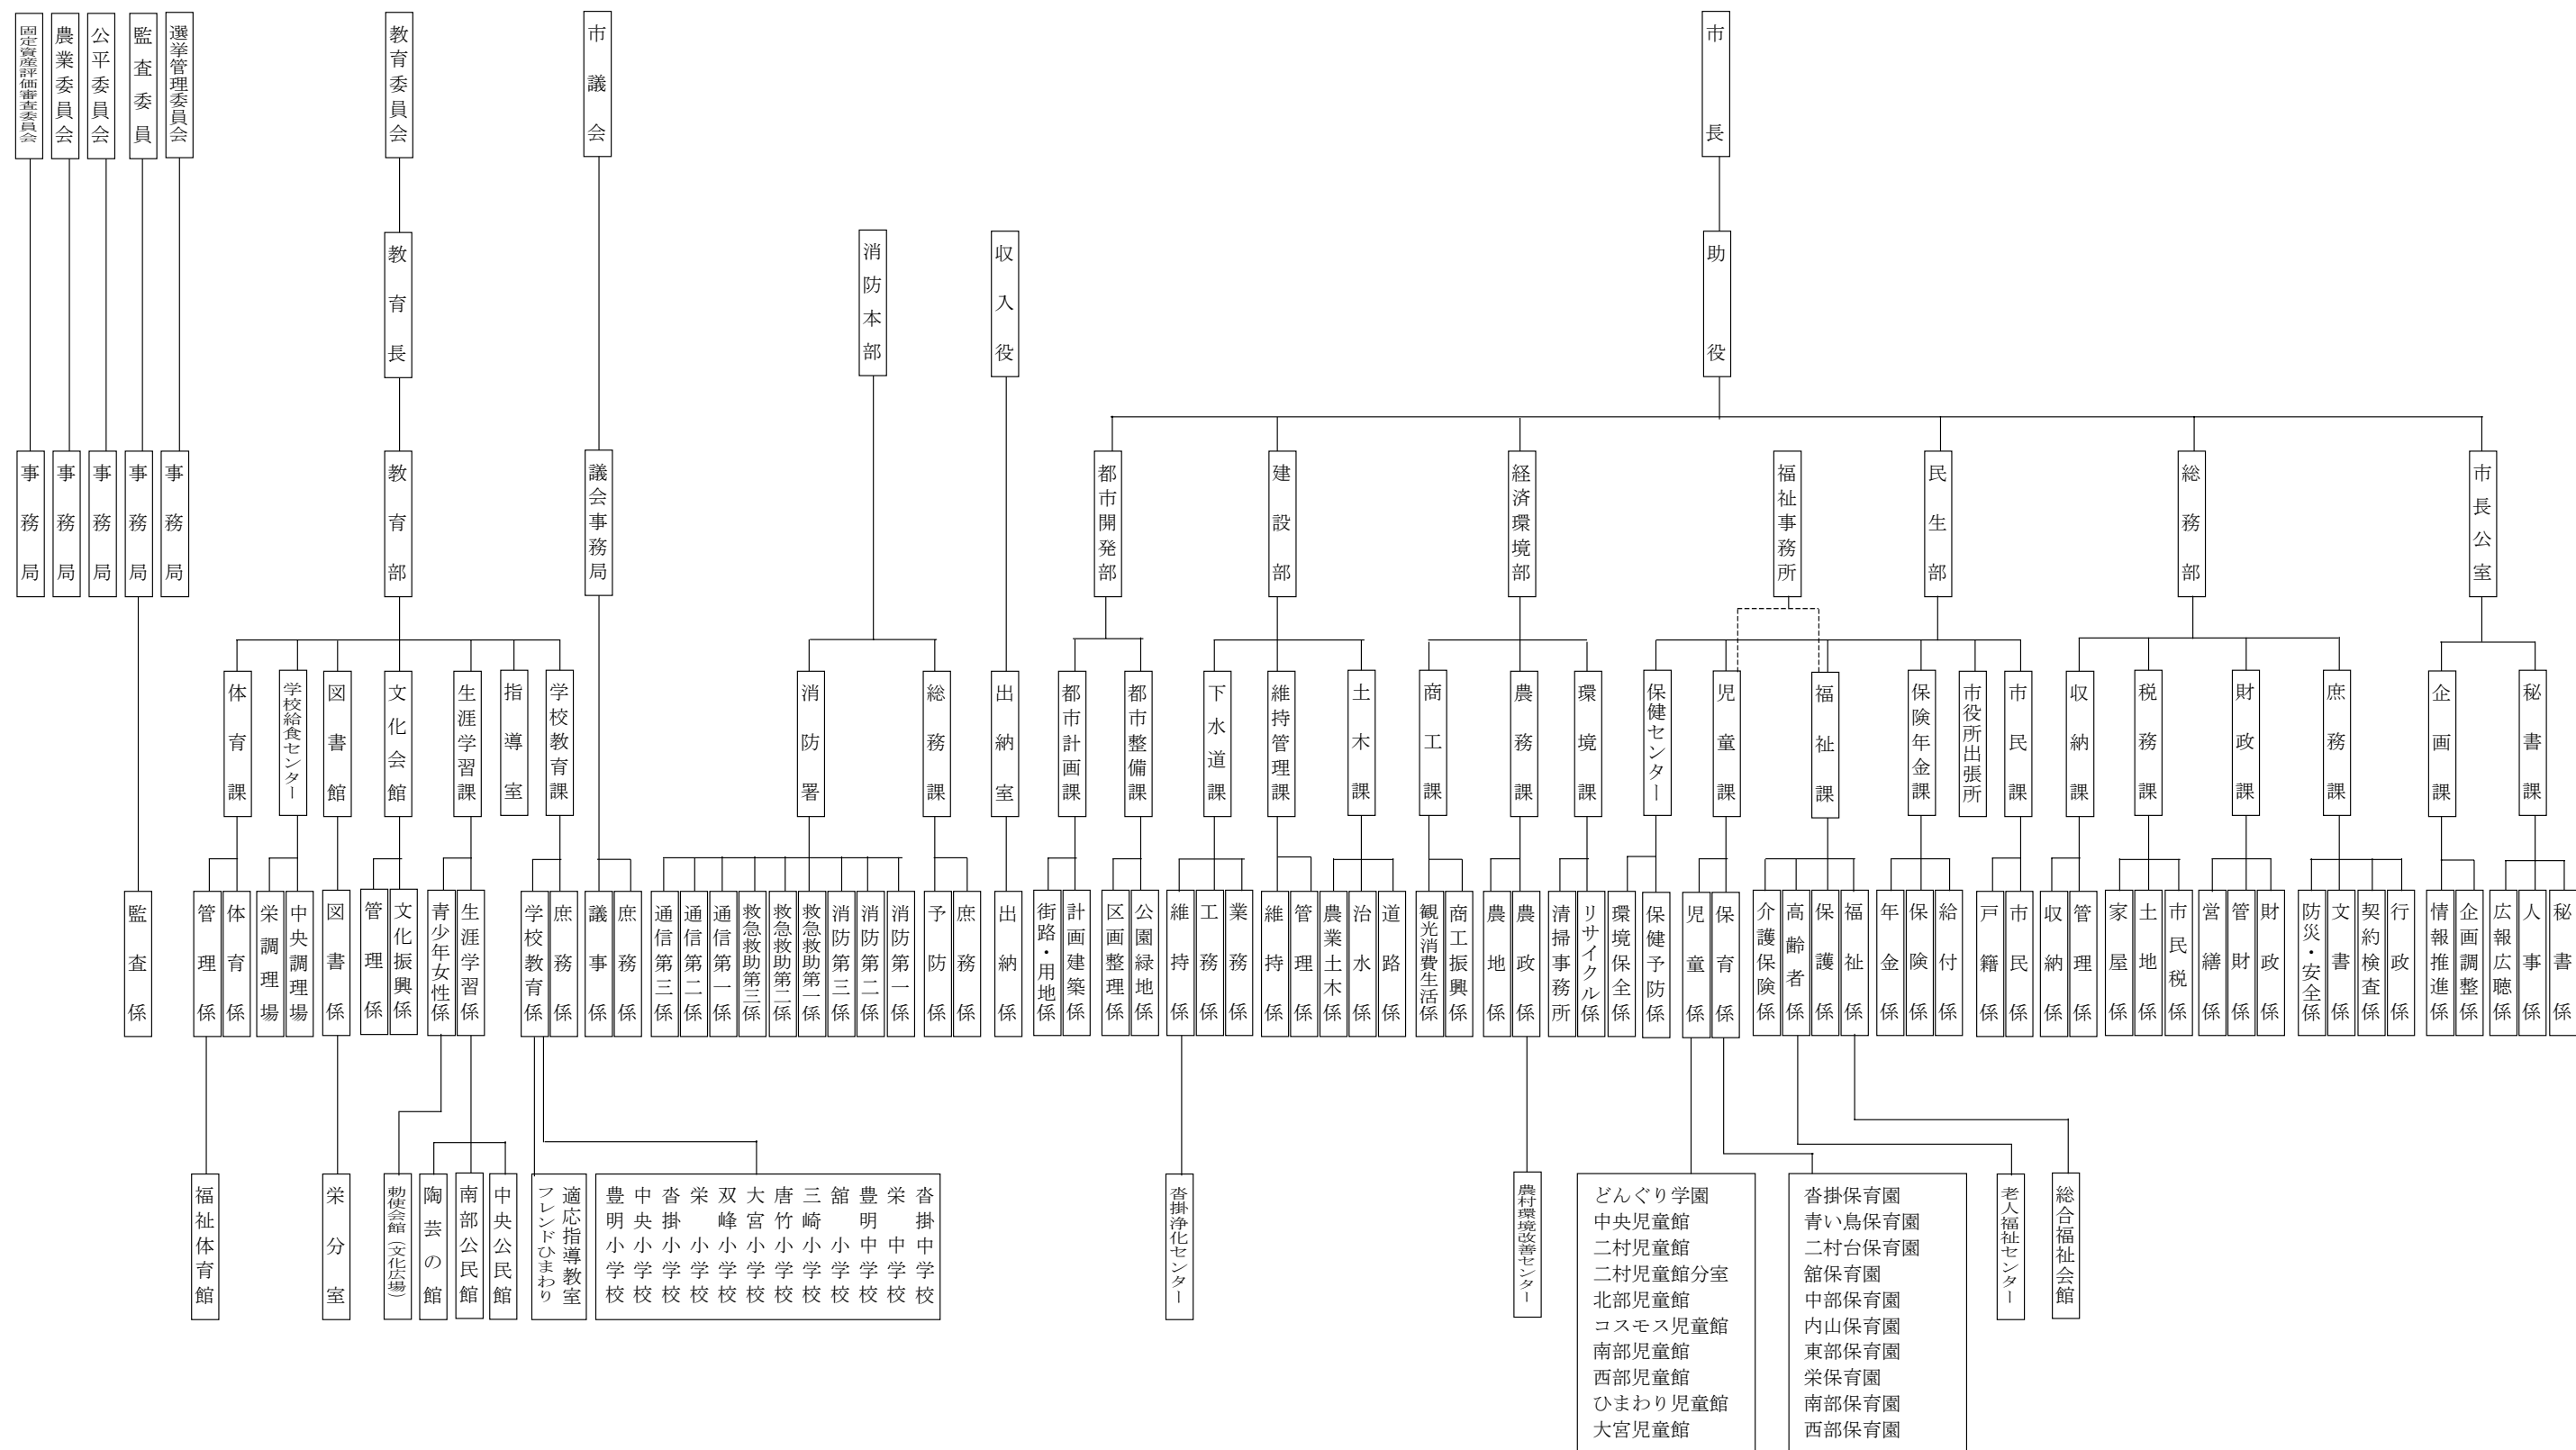 市長
助役
市長公室
総務部
民生部
福祉事務所
経済環境部
建設部
都市開発部
収入役
消防本部
市議会
議会事務局
教育委員会
教育長
教育部
選挙管理委員会
監査委員
公平委員会
農業委員会
固定資産評価審査委員会
事務局
事務局
事務局
事務局
事務局
秘書課
企画課
庶務課
財政課
税務課
収納課
市民課
市役所出張所
保険年金課
福祉課
児童課
保健センター
環境課
農務課
商工課
土木課
維持管理課
下水道課
都市整備課
都市計画課
出納室
総務課
消防署
学校教育課
指導室
生涯学習課
文化会館
図書館
学校給食センター
体育課
秘書係
人事係
広報広聴係
企画調整係
情報推進係
行政係
契約検査係
文書係
防災・安全係
財政係
管財係
営繕係
市民税係
土地係
家屋係
管理係
収納係
市民係
戸籍係
給付係
保険係
年金係
福祉係
保護係
高齢者係
介護保険係
保育係
児童係
保健予防係
環境保全係
リサイクル係
清掃事務所
農政係
農地係
商工振興係
観光消費生活係
道路係
治水係
農業土木係
管理係
維持係
業務係
工務係
維持係
公園緑地係
区画整理係
計画建築係
街路・用地係
出納係
庶務係
予防係
消防第一係
消防第二係
消防第三係
救急救助第一係
救急救助第二係
救急救助第三係
通信第一係
通信第二係
通信第三係
庶務係
議事係
庶務係
学校教育係
生涯学習係
青少年女性係
文化振興係
管理係
図書係
中央調理場
栄調理場
体育係
管理係
監査係
総合福祉会館
老人福祉センター
沓掛保育園
青い鳥保育園
二村台保育園
舘保育園
中部保育園
内山保育園
東部保育園
栄保育園
南部保育園
西部保育園
どんぐり学園
中央児童館
二村児童館
二村児童館分室
北部児童館
コスモス児童館
南部児童館
西部児童館
ひまわり児童館
大宮児童館
農村環境改善センター
沓掛浄化センター
沓掛中学校
栄中学校
豊明中学校
舘小学校
三崎小学校
唐竹小学校
大宮小学校
双峰小学校
栄小学校
沓掛小学校
中央小学校
豊明小学校
適応指導教室
フレンドひまわり
中央公民館
南部公民館
陶芸の館
勅使会館（文化広場）
栄分室
福祉体育館